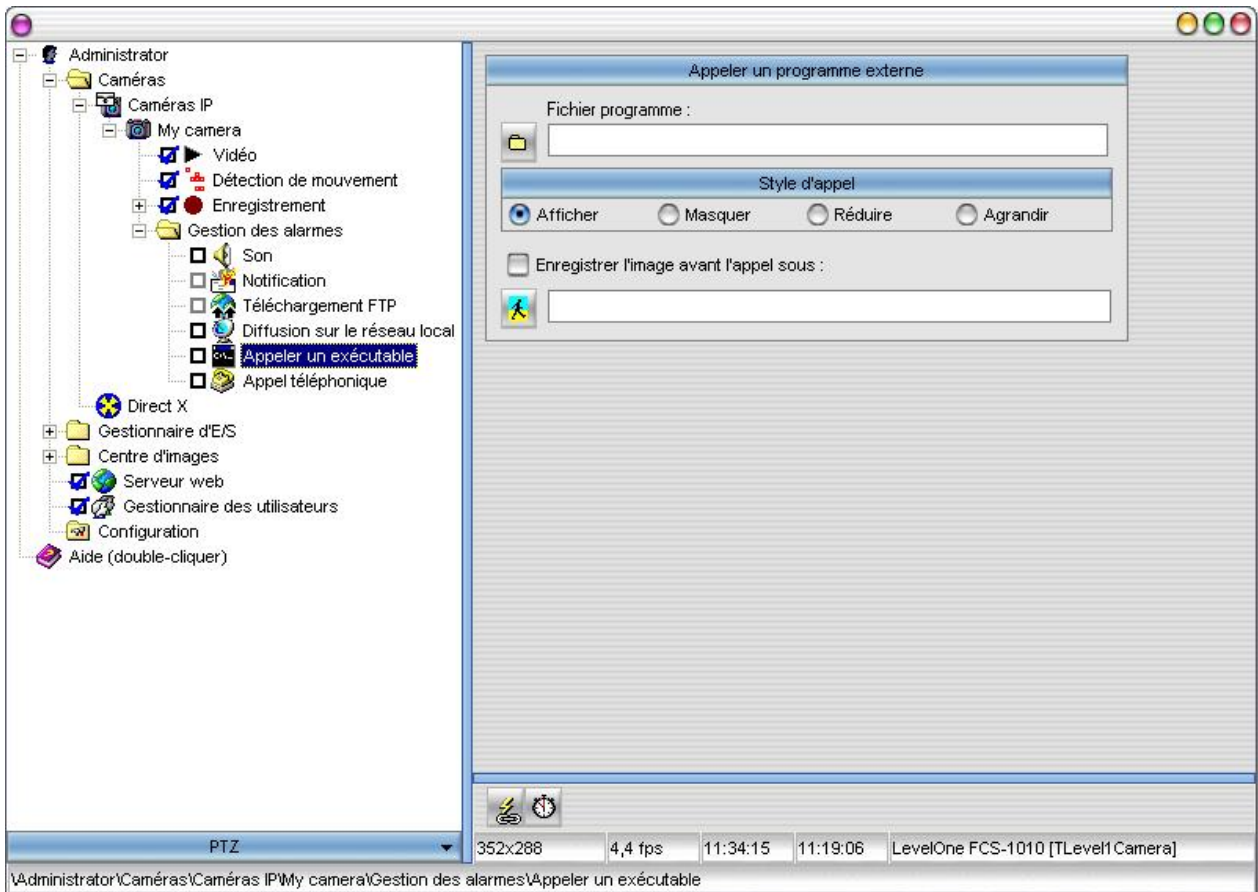 Administrator
Caméras
Caméras IP
My camera
Vidéo
Détection de mouvement
Enregistrement
Gestion des alarmes
Son
Notification
Téléchargement FTP
Diffusion sur le réseau local
Appeler un exécutable
Appel téléphonique
Direct X
Gestionnaire d'E/S
Centre d'images
Serveur web
Gestionnaire des utilisateurs
Configuration
Aide (double-cliquer)
PTZ
Appeler un programme externe
Fichier programme :
Style d'appel
Afficher Masquer Réduire Agrandir
Enregistrer l'image avant l'appel sous :
352x288 4,4 fps 11:34:15 11:19:06 LevelOne FCS-1010 [TLevel1Camera]
\Administrator\Caméras\Caméras IP\My camera\Gestion des alarmes\Appeler un exécutable